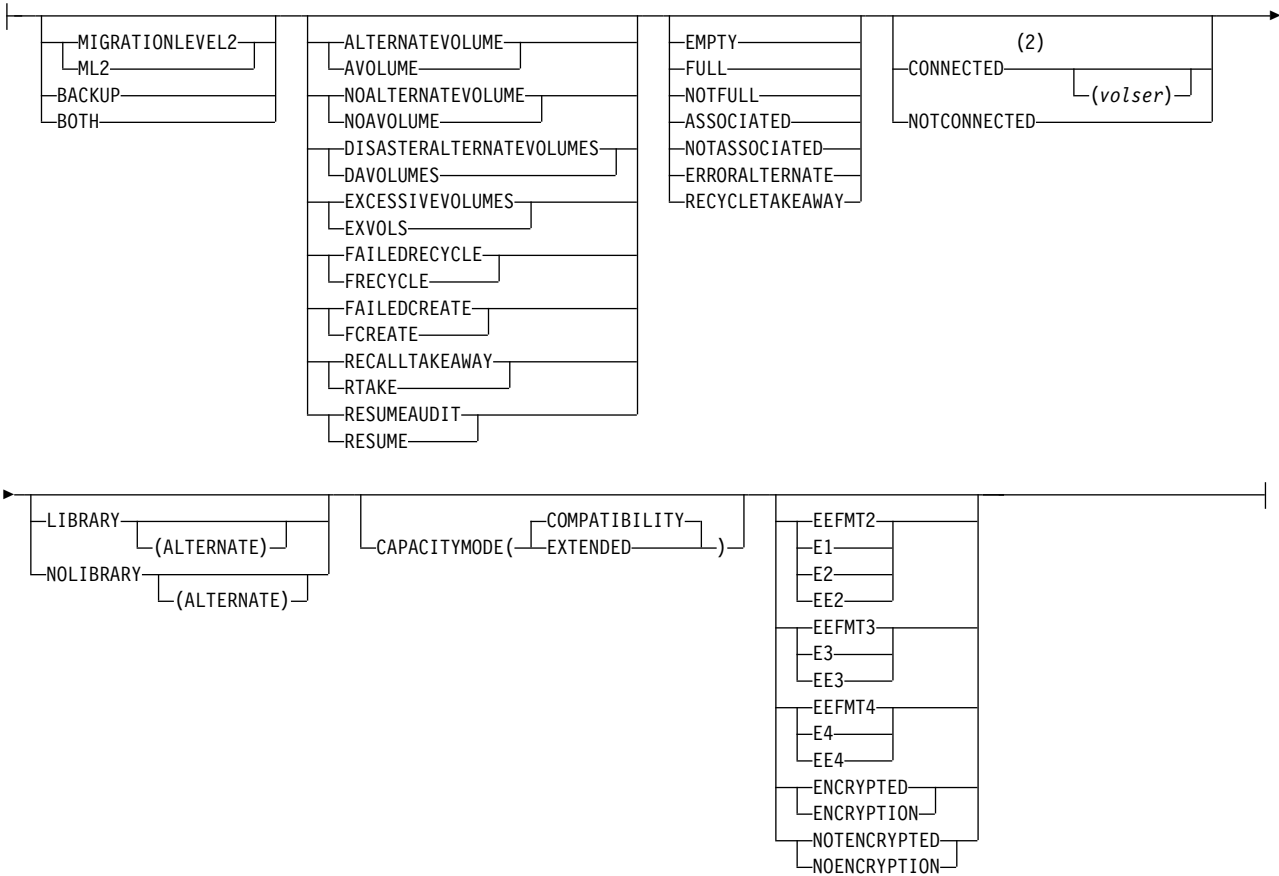 MIGRATIONLEVEL2
ML2
BACKUP
BOTH
ALTERNATEVOLUME
AVOLUME
NOALTERNATEVOLUME
NOAVOLUME
DISASTERALTERNATEVOLUMES
DAVOLUMES
EXCESSIVEVOLUMES
EXVOLS
FAILEDRECYCLE
FRECYCLE
FAILEDCREATE
FCREATE
RECALLTAKEAWAY
RTAKE
RESUMEAUDIT
RESUME
EMPTY
FULL
NOTFULL
ASSOCIATED
NOTASSOCIATED
ERRORALTERNATE
RECYCLETAKEAWAY
(2)
CONNECTED
(volser)
NOTCONNECTED
LIBRARY
(ALTERNATE)
NOLIBRARY
(ALTERNATE)
COMPATIBILITY
CAPACITYMODE( EXTENDED )
EEFMT2
E1
E2
EE2
EEFMT3
E3
EE3
EEFMT4
E4
EE4
ENCRYPTED
ENCRYPTION
NOTENCRYPTED
NOENCRYPTION